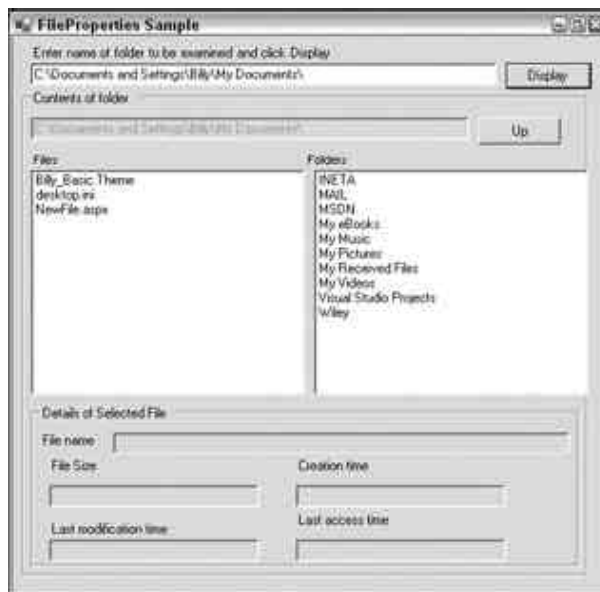 FileProperties Sample
Enter name of folder to be examined and click Display
C:\Documents and Settings\Billy\My Documents\
Display
Contents of folder
C:\Documents and Settings\Billy\My Documents\
Up
Files
Folders
Billy_Basic.Theme
desktop.ini
NewFile.aspx
INETA
MAIL
MSDN
My eBooks
My Music
My Pictures
My Recieved Files
My Videos
Visual Studio Projects
Wiley
Details of Selected File
File name
File Size
Creation time
Last modification time
Last access time